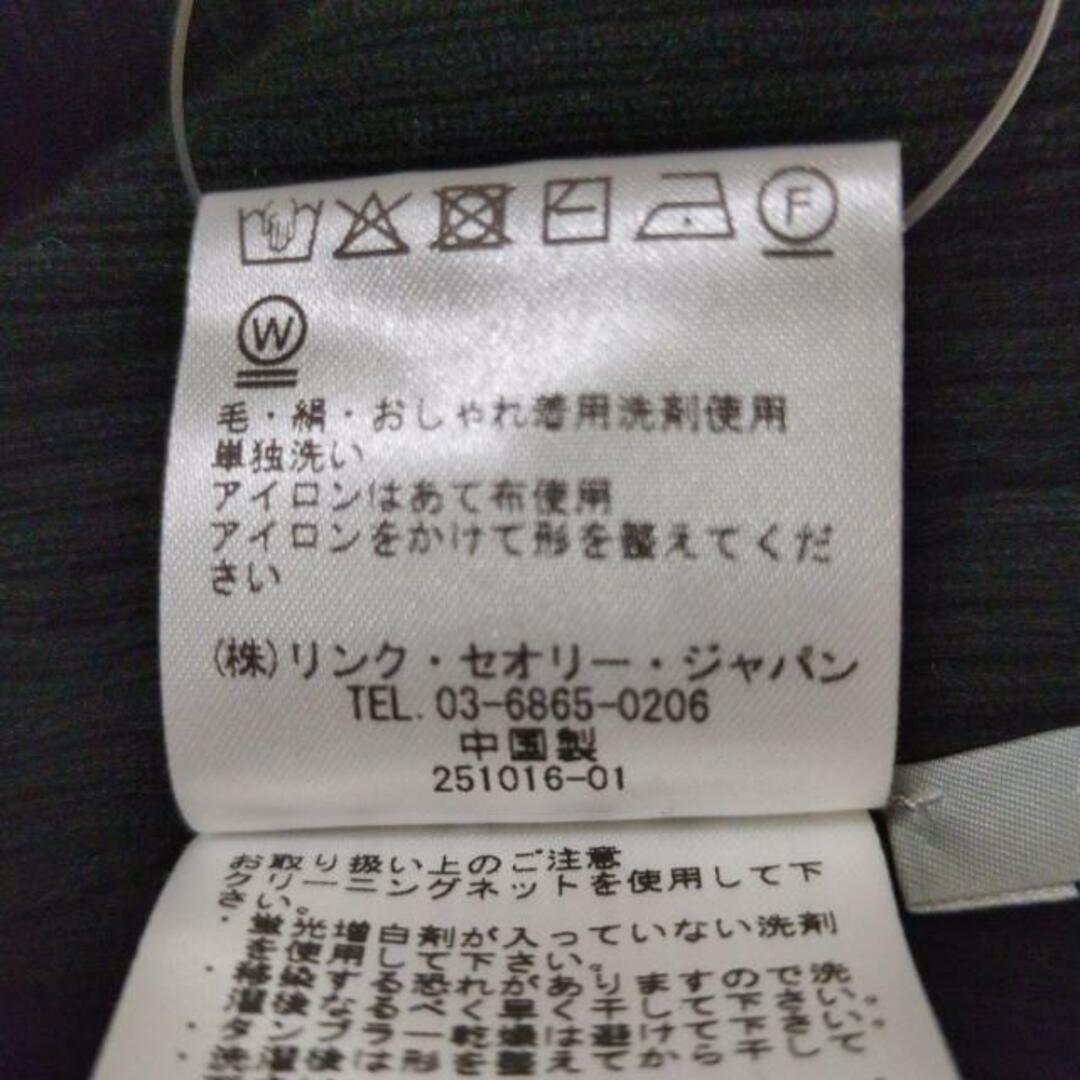 F
W
毛・絹・おしゃれ着用洗剤使用
単独洗い
アイロンはあて布使用
アイロンをかけて形を整えてくだ
さい
(株)リンク・セオリー・ジャパン
TEL. 03-6865-0206
中国製
251016-01
お取り扱い上のご注意
クリーニングネットを使用して下
さい。
・蛍光増白剤が入っていない洗剤
を使用して下さい。
・移染する恐れがありますので洗
濯後なるべく早く干して下さい。
・タンブラー乾燥は避けて下さい
・洗濯後は形を整えてから干し